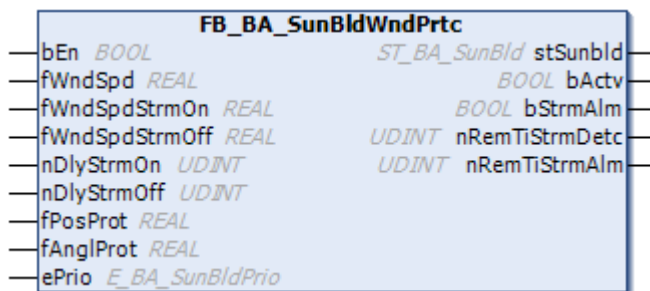 FB_BA_SunBldWndPrtc
bEn BOOL ST_BA_SunBld stSunbld
fWndSpd REAL BOOL bActv
fWndSpdStrmOn REAL BOOL bStrmAlm
fWndSpdStrmOff REAL UDINT nRemTiStrmDetc
nDlyStrmOn UDINT UDINT nRemTiStrmAlm
nDlyStrmOff UDINT
fPosProt REAL
fAnglProt REAL
ePrio E_BA_SunBldPrio